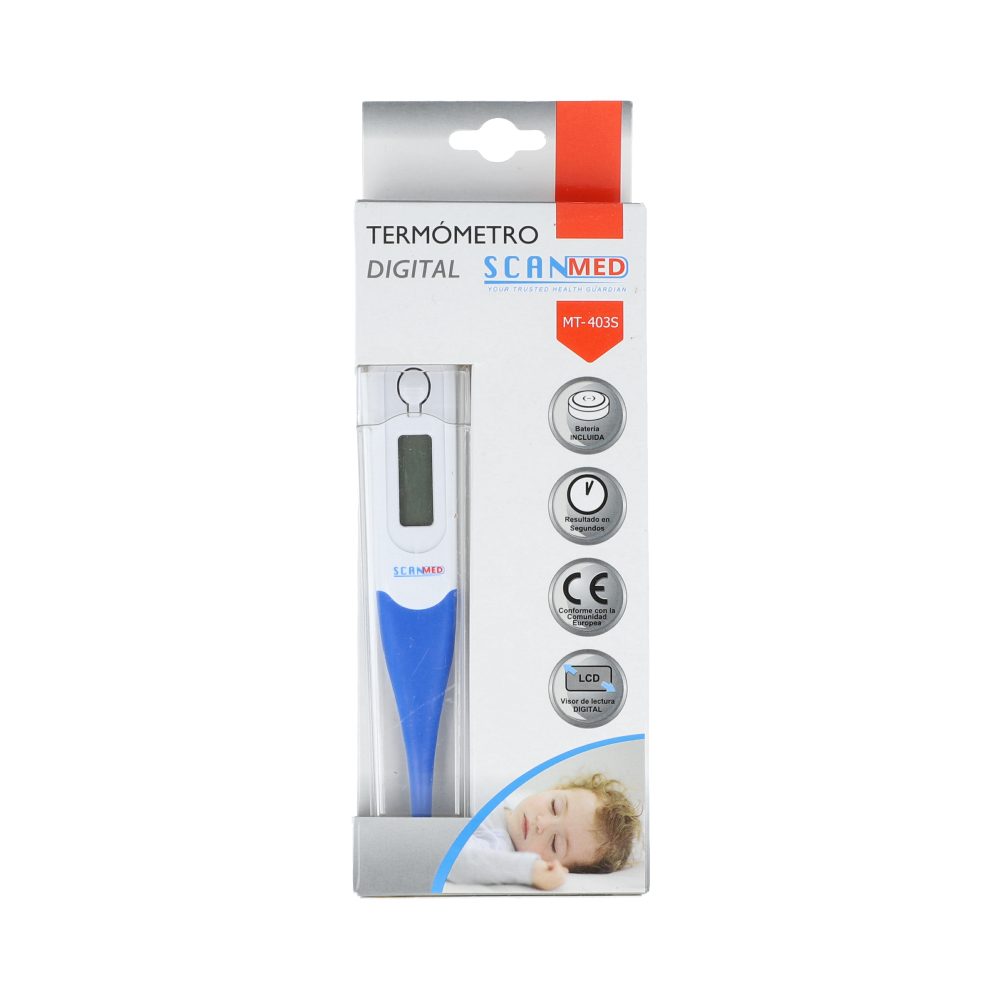 TERMÓMETRO
DIGITAL SCANMED
YOUR TRUSTED HEALTH GUARDIAN
MT-403S
Batería
INCLUIDA
Resultado en
Segundos
CE
Conforme con la
Comunidad
Europea
LCD
Visor de lectura
DIGITAL
SCANMED